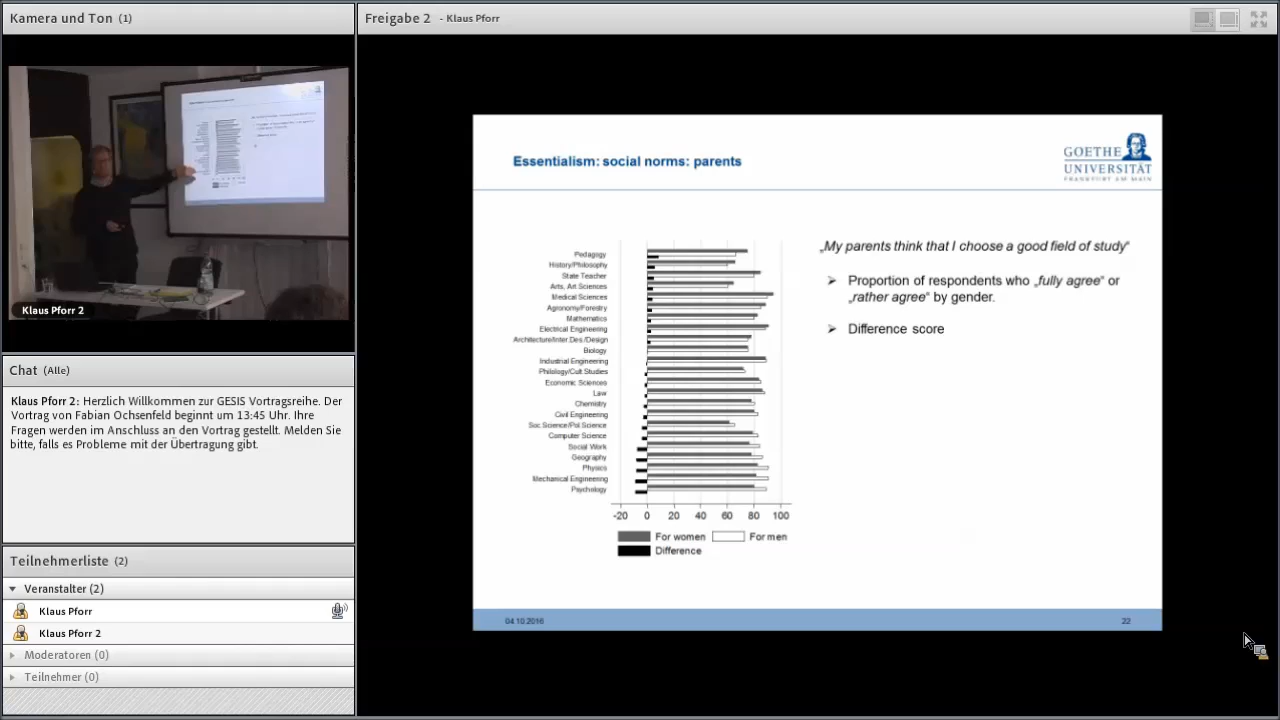 Kamera und Ton (1)
Klaus Pforr 2
Chat (Alle)
Klaus Pforr 2: Herzlich Willkommen zur GESIS Vortragsreihe. Der
Vortrag von Fabian Ochsenfeld beginnt um 13:45 Uhr. Ihre
Fragen werden im Anschluss an den Vortrag gestellt. Melden Sie
bitte, falls es Probleme mit der Übertragung gibt.
Teilnehmerliste (2)
Veranstalter (2)
Klaus Pforr
Klaus Pforr 2
Moderatoren (0)
Teilnehmer (0)
Freigabe 2 - Klaus Pforr
Essentialism: social norms: parents
GOETHE
UNIVERSITÄT
FRANKFURT AM MAIN
Pedagogy
History/Philosophy
State Teacher
Arts, Art Sciences
Medical Sciences
Agronomy/Forestry
Mathematics
Electrical Engineering
Architecture/Inter.Des./Design
Biology
Industrial Engineering
Philology/Cult.Studies
Economic Sciences
Law
Chemistry
Civil Engineering
Soc.Science/Pol.Science
Computer Science
Social Work
Geography
Physics
Mechanical Engineering
Psychology
-20 0 20 40 60 80 100
For women For men
Difference
„My parents think that I choose a good field of study“
Proportion of respondents who „fully agree“ or
„rather agree“ by gender.
Difference score
04.10.2016
22